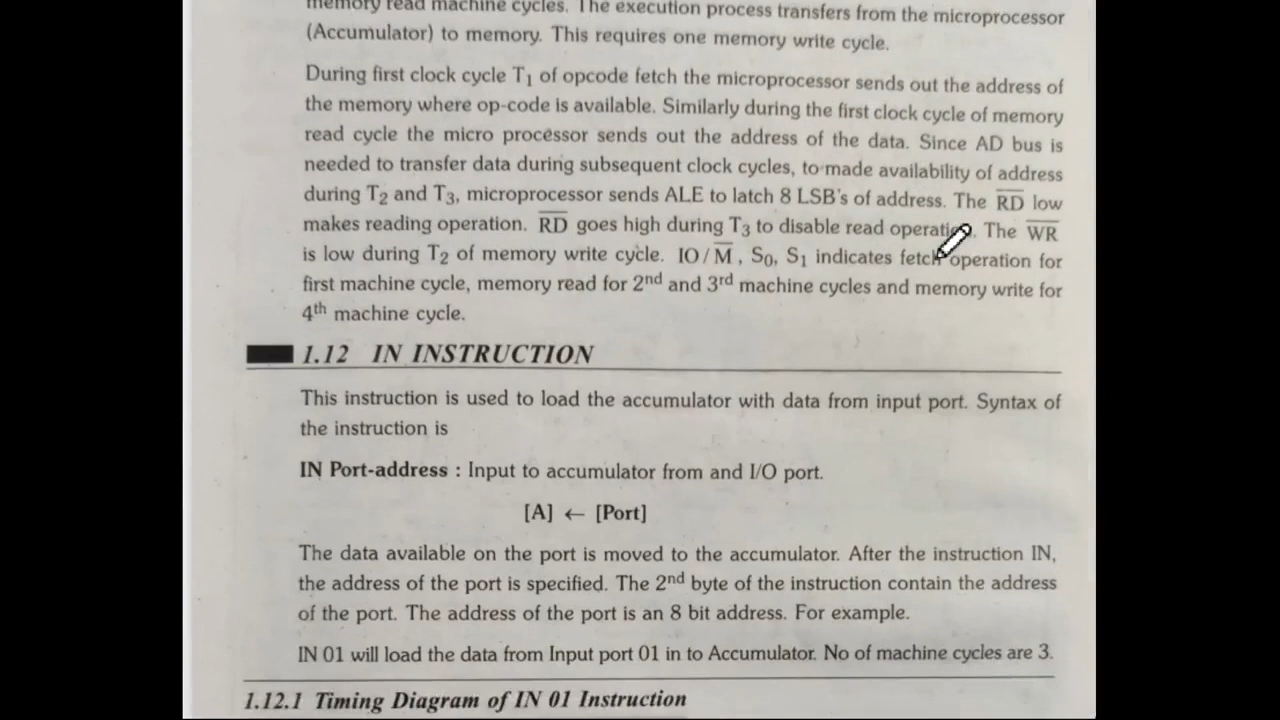 memory read machine cycles. The execution process transfers from the microprocessor
(Accumulator) to memory. This requires one memory write cycle.
During first clock cycle T₁ of opcode fetch the microprocessor sends out the address of
the memory where op-code is available. Similarly during the first clock cycle of memory
read cycle the micro processor sends out the address of the data. Since AD bus is
needed to transfer data during subsequent clock cycles, to made availability of address
during T₂ and T₃, microprocessor sends ALE to latch 8 LSB's of address. The R̅D̅ low
makes reading operation. R̅D̅ goes high during T₃ to disable read operation. The W̅R̅
is low during T₂ of memory write cycle. IO/M̅, S₀, S₁ indicates fetch operation for
first machine cycle, memory read for 2ⁿᵈ and 3ʳᵈ machine cycles and memory write for
4ᵗʰ machine cycle.
1.12 IN INSTRUCTION
This instruction is used to load the accumulator with data from input port. Syntax of
the instruction is
IN Port-address : Input to accumulator from and I/O port.
[A] ← [Port]
The data available on the port is moved to the accumulator. After the instruction IN,
the address of the port is specified. The 2ⁿᵈ byte of the instruction contain the address
of the port. The address of the port is an 8 bit address. For example.
IN 01 will load the data from Input port 01 in to Accumulator. No of machine cycles are 3.
1.12.1 Timing Diagram of IN 01 Instruction